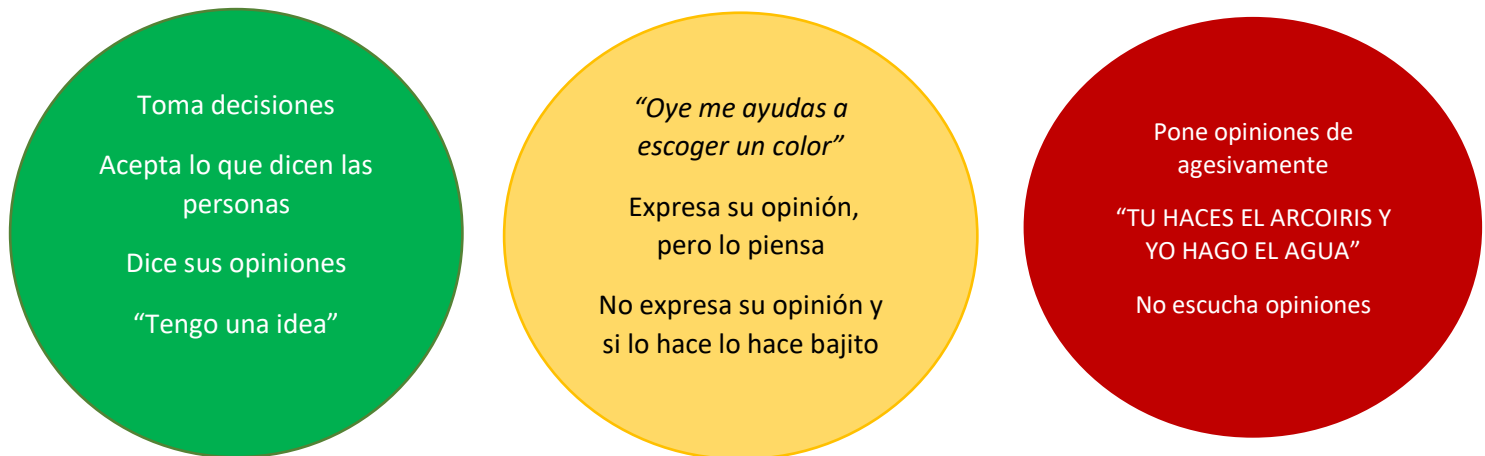 Toma decisiones
Acepta lo que dicen las
personas
Dice sus opiniones
“Tengo una idea”
“Oye me ayudas a
escoger un color”
Expresa su opinión,
pero lo piensa
No expresa su opinión y
si lo hace lo hace bajito
Pone opiniones de
agesivamente
“TU HACES EL ARCOIRIS Y
YO HAGO EL AGUA”
No escucha opiniones